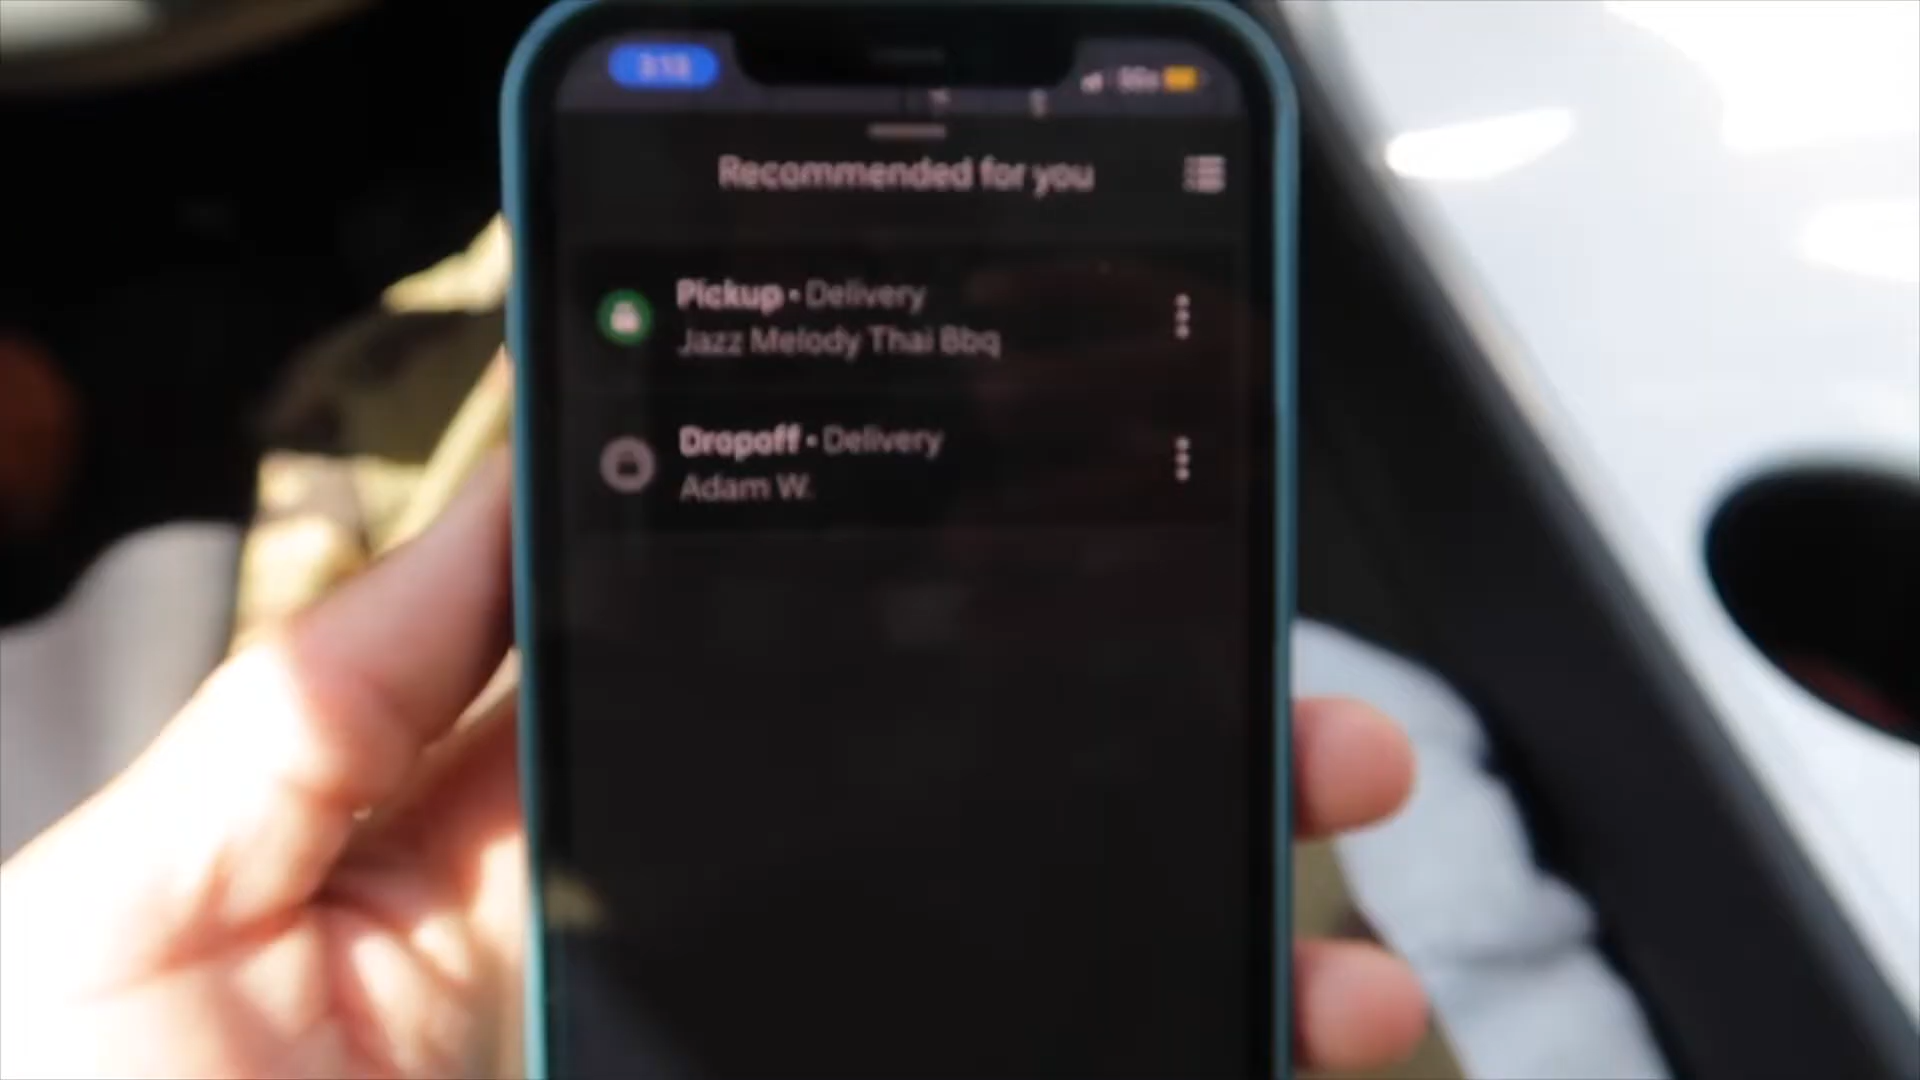 Recommended for you
Pickup • Delivery
Jazz Melody Thai Bbq
Dropoff • Delivery
Adam W.